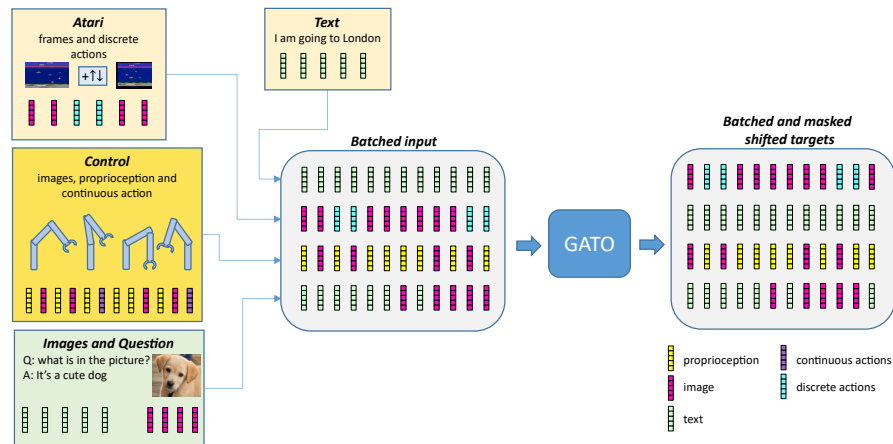 Atari
frames and discrete
actions
+↑↓
Text
I am going to London
Control
images, proprioception and
continuous action
Images and Question
Q: what is in the picture?
A: It's a cute dog
Batched input
GATO
Batched and masked
shifted targets
proprioception
continuous actions
image
discrete actions
text